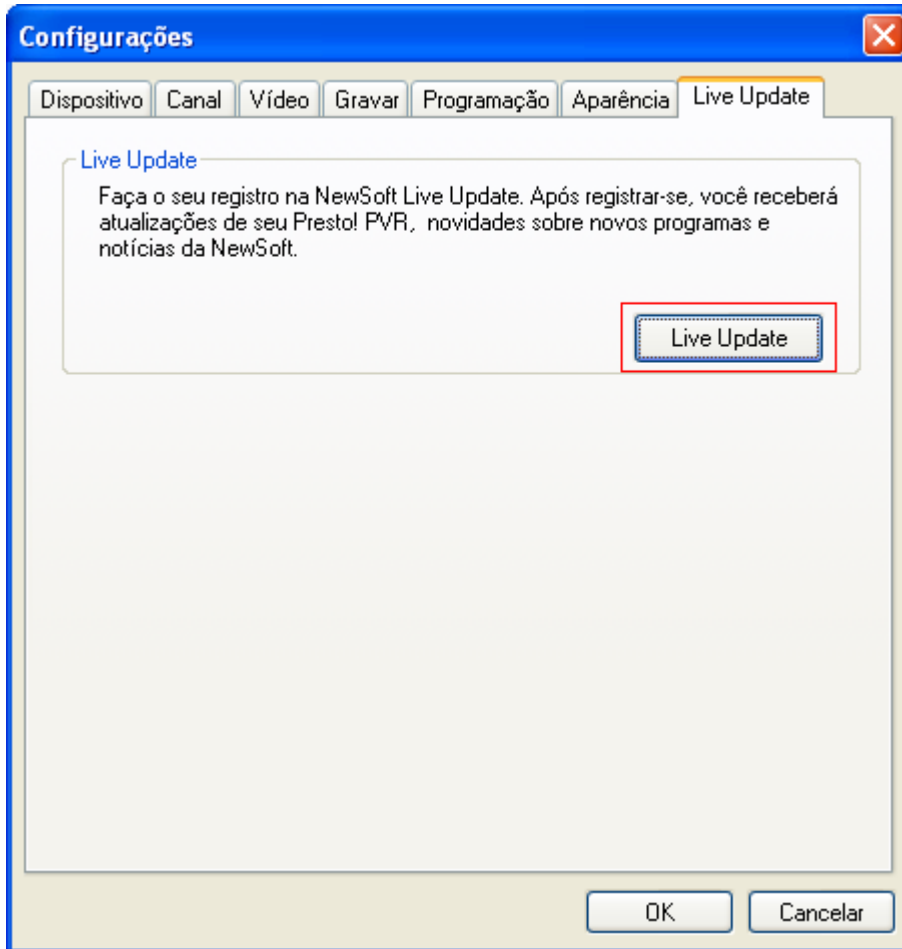 Configurações
Dispositivo Canal Vídeo Gravar Programação Aparência Live Update
Live Update
Faça o seu registro na NewSoft Live Update. Após registrar-se, você receberá
atualizações de seu Presto! PVR,  novidades sobre novos programas e
notícias da NewSoft.
Live Update
OK Cancelar